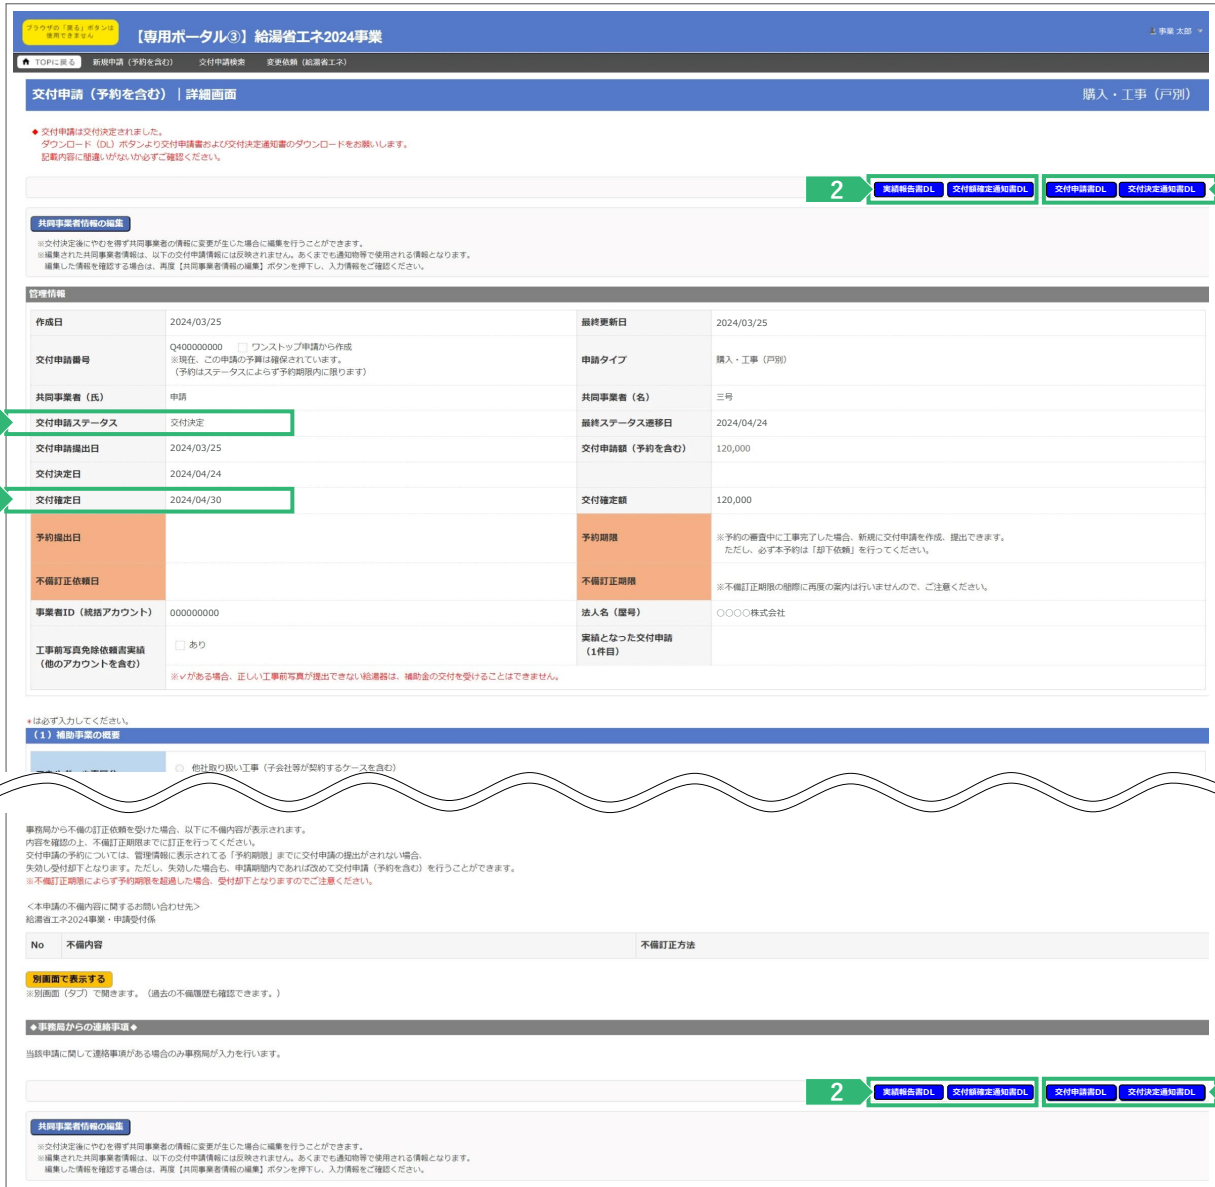 ブラウザの「戻る」ボタンは
使用できません
【専用ポータル③】給湯省エネ2024事業
事業 太郎
TOPに戻る 新規申請（予約を含む） 交付申請検索 変更依頼（給湯省エネ）
交付申請（予約を含む）｜詳細画面
購入・工事（戸別）
◆ 交付申請は交付決定されました。
ダウンロード（DL）ボタンより交付申請書および交付決定通知書のダウンロードをお願いします。
記載内容に間違いがないか必ずご確認ください。
2 実績報告書DL 交付額確定通知書DL 交付申請書DL 交付決定通知書DL
共同事業者情報の編集
※交付決定後にやむを得ず共同事業者の情報に変更が生じた場合に編集を行うことができます。
※編集された共同事業者情報は、以下の交付申請情報には反映されません。あくまでも通知物等で使用される情報となります。
編集した情報を確認する場合は、再度【共同事業者情報の編集】ボタンを押下し、入力情報をご確認ください。
管理情報
作成日 2024/03/25 最終更新日 2024/03/25
交付申請番号 Q400000000 ワンストップ申請から作成
※現在、この申請の予算は確保されています。
（予約はステータスによらず予約期限内に限ります）
申請タイプ 購入・工事（戸別）
共同事業者（氏） 申請 共同事業者（名） 三号
交付申請ステータス 交付決定 最終ステータス遷移日 2024/04/24
交付申請提出日 2024/03/25 交付申請額（予約を含む） 120,000
交付決定日 2024/04/24
交付確定日 2024/04/30 交付確定額 120,000
予約提出日 予約期限 ※予約の審査中に工事完了した場合、新規に交付申請を作成、提出できます。
ただし、必ず本予約は「却下依頼」を行ってください。
不備訂正依頼日 不備訂正期限 ※不備訂正期限の間際に再度の案内は行いませんので、ご注意ください。
事業者ID（統括アカウント） 000000000 法人名（屋号） ○○○○株式会社
工事前写真免除依頼書実績
（他のアカウントを含む）
あり
実績となった交付申請
（1件目）
※✓がある場合、正しい工事前写真が提出できない給湯器は、補助金の交付を受けることはできません。
*は必ず入力してください。
（1）補助事業の概要
他社取り扱い工事（子会社等が契約するケースを含む）
事務局から不備の訂正依頼を受けた場合、以下に不備内容が表示されます。
内容を確認の上、不備訂正期限までに訂正を行ってください。
交付申請の予約については、管理情報に表示されてる「予約期限」までに交付申請の提出がされない場合、
失効し受付却下となります。ただし、失効した場合も、申請期間内であれば改めて交付申請（予約を含む）を行うことができます。
※不備訂正期限によらず予約期限を超過した場合、受付却下となりますのでご注意ください。
＜本申請の不備内容に関するお問い合わせ先＞
給湯省エネ2024事業・申請受付係
No 不備内容 不備訂正方法
別画面で表示する
※別画面（タブ）で開きます。（過去の不備履歴も確認できます。）
◆事務局からの連絡事項◆
当該申請に関して連絡事項がある場合のみ事務局が入力を行います。
2 実績報告書DL 交付額確定通知書DL 交付申請書DL 交付決定通知書DL
共同事業者情報の編集
※交付決定後にやむを得ず共同事業者の情報に変更が生じた場合に編集を行うことができます。
※編集された共同事業者情報は、以下の交付申請情報には反映されません。あくまでも通知物等で使用される情報となります。
編集した情報を確認する場合は、再度【共同事業者情報の編集】ボタンを押下し、入力情報をご確認ください。